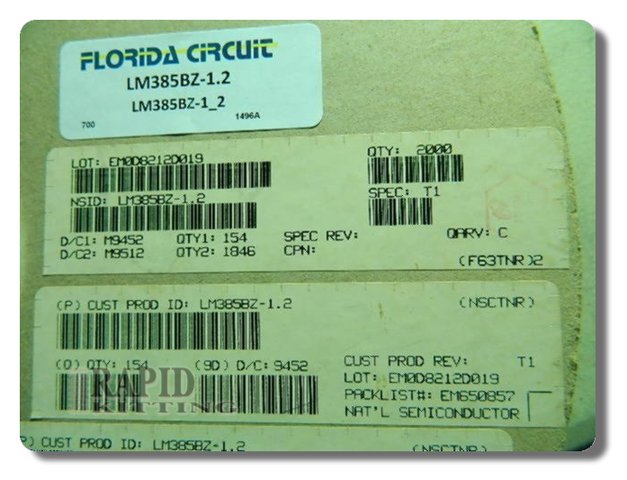 FLORIDA CIRCUIT
LM385BZ-1.2
LM385BZ-1_2
700 1496A
LOT: EM0D8212D019 QTY: 2000
NSID: LM385BZ-1.2 SPEC: T1
D/C1: M9452 QTY1: 154 SPEC REV: QARV: C
D/C2: M9512 QTY2: 1846 CPN:
(F63TNR)2
(P) CUST PROD ID: LM385BZ-1.2 (NSCTNR)
(Q) QTY: 154 (9D) D/C: 9452 CUST PROD REV: T1
LOT: EM0D8212D019
PACKLIST#: EM650857
NAT'L SEMICONDUCTOR
RAPID
KITTING
P) CUST PROD ID: LM385BZ-1.2 (NSCTNR)